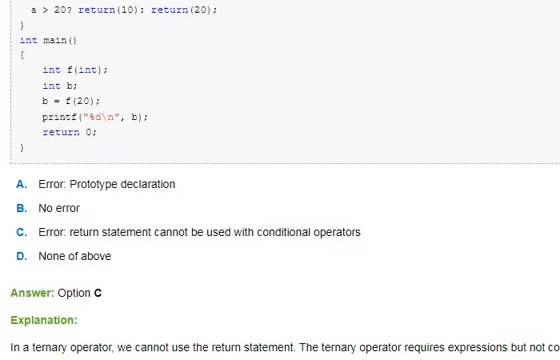 a > 20? return(10): return(20);
}
int main()
{
int f(int);
int b;
b = f(20);
printf("%d\n", b);
return 0;
}
A. Error: Prototype declaration
B. No error
C. Error: return statement cannot be used with conditional operators
D. None of above
Answer: Option C
Explanation:
In a ternary operator, we cannot use the return statement. The ternary operator requires expressions but not co